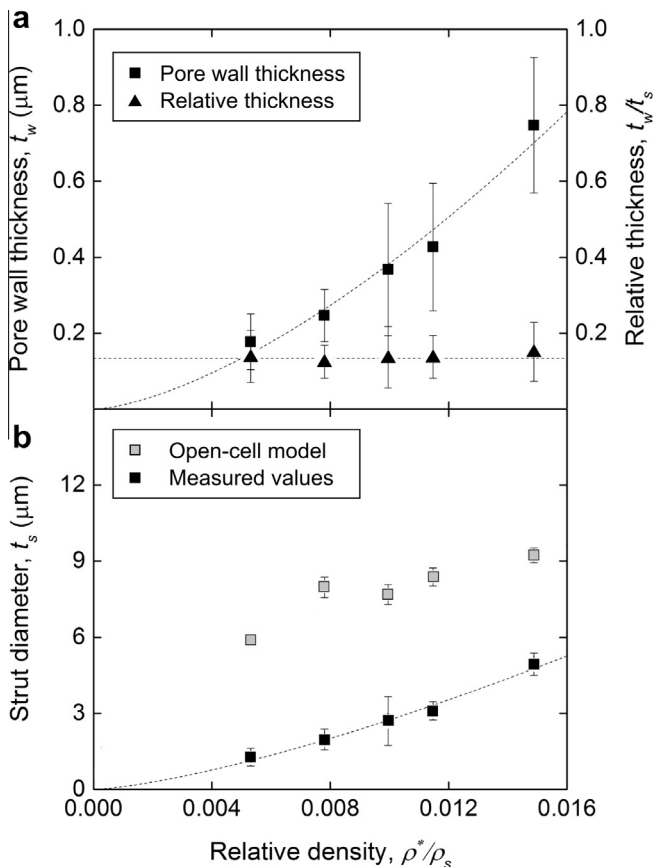 a
1.0
0.8
0.6
0.4
0.2
Pore wall thickness, t_w (μm)
Pore wall thickness
Relative thickness
1.0
0.8
0.6
0.4
0.2
Relative thickness, t_w/t_s
b
Open-cell model
Measured values
12
9
6
3
0
Strut diameter, t_s (μm)
0.000 0.004 0.008 0.012 0.016
Relative density, ρ*/ρ_s